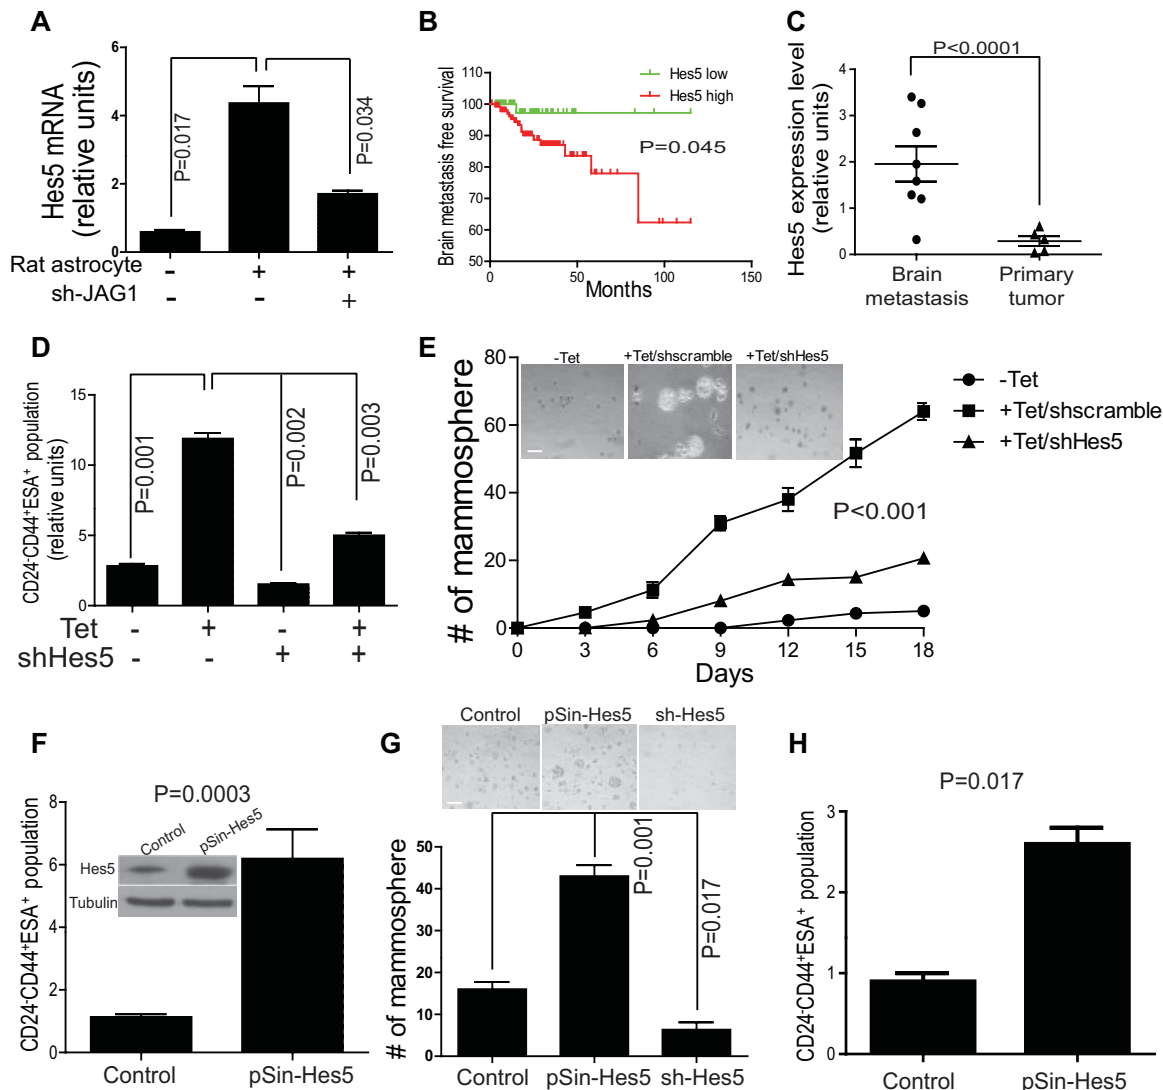 A
Hes5 mRNA
(relative units)
6
4
2
0
P=0.017
P=0.034
Rat astrocyte - + +
sh-JAG1 - - +
B
Brain metastasis free survival
110
100
90
80
70
60
50
Hes5 low
Hes5 high
P=0.045
0 50 100 150
Months
C
P<0.0001
Hes5 expression level
(relative units)
4
3
2
1
0
Brain
metastasis
Primary
tumor
D
CD24-CD44+ESA+ population
(relative units)
15
10
5
0
P=0.001
P=0.002
P=0.003
Tet - + - +
shHes5 - - + +
E
# of mammosphere
80
60
40
20
0
-Tet
+Tet/shscramble
+Tet/shHes5
-Tet
+Tet/shscramble
+Tet/shHes5
P<0.001
0 3 6 9 12 15 18
Days
F
P=0.0003
CD24-CD44+ESA+ population
8
6
4
2
0
Control
pSin-Hes5
Hes5
Tubulin
Control pSin-Hes5
G
Control pSin-Hes5 sh-Hes5
# of mammosphere
50
40
30
20
10
0
P=0.001
P=0.017
Control pSin-Hes5 sh-Hes5
H
P=0.017
CD24-CD44+ESA+ population
3
2
1
0
Control pSin-Hes5